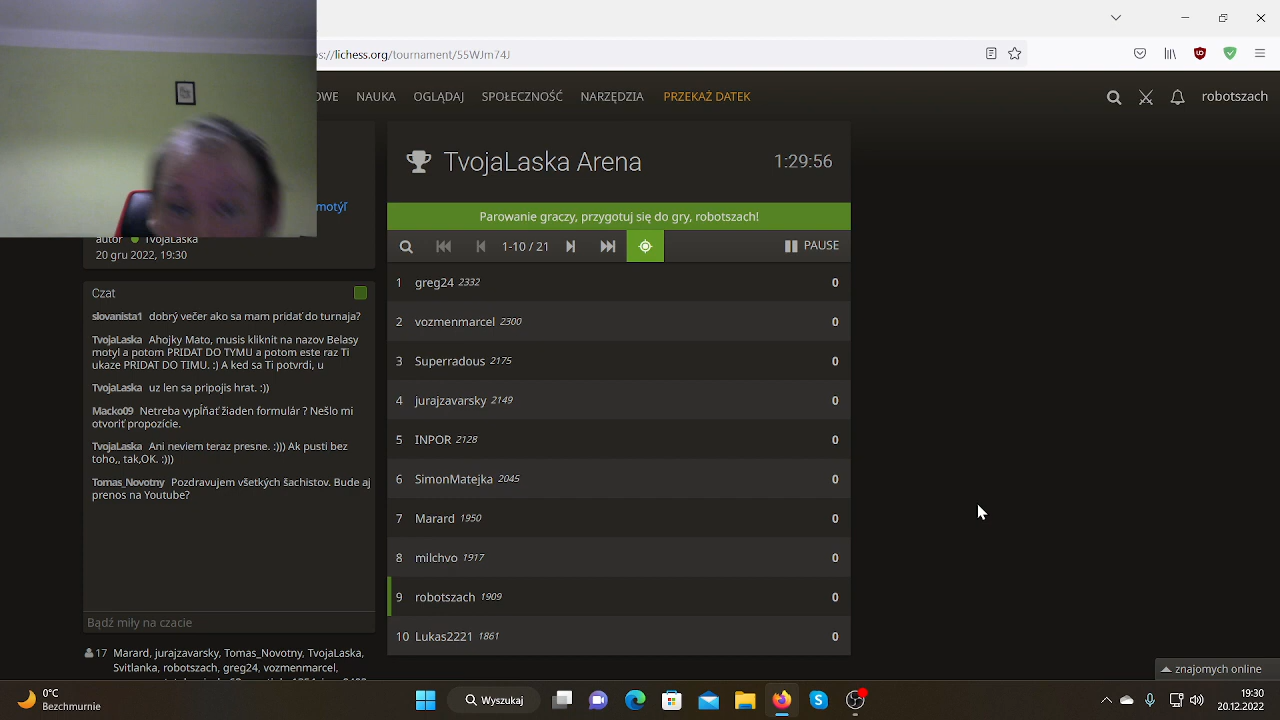 s://lichess.org/tournament/55WJm74J
OWE NAUKA OGLĄDAJ SPOŁECZNOŚĆ NARZĘDZIA PRZEKAŻ DATEK
robotszach
motýľ
autor TvojaLaska
20 gru 2022, 19:30
Czat
slovanista1 dobrý večer ako sa mam pridať do turnaja?
TvojaLaska Ahojky Mato, musis kliknit na nazov Belasy
motyl a potom PRIDAT DO TYMU a potom este raz Ti
ukaze PRIDAT DO TIMU. :) A ked sa Ti potvrdi, u
TvojaLaska uz len sa pripojis hrat. :))
Macko09 Netreba vypĺňať žiaden formulár ? Nešlo mi
otvoriť propozície.
TvojaLaska Ani neviem teraz presne. :))) Ak pusti bez
toho,, tak,OK. :)))
Tomas_Novotny Pozdravujem všetkých šachistov. Bude aj
prenos na Youtube?
Bądź miły na czacie
17 Marard, jurajzavarsky, Tomas_Novotny, TvojaLaska,
Svitlanka, robotszach, greg24, vozmenmarcel,
TvojaLaska Arena 1:29:56
Parowanie graczy, przygotuj się do gry, robotszach!
1-10 / 21 PAUSE
1 greg24 2332 0
2 vozmenmarcel 2300 0
3 Superradous 2175 0
4 jurajzavarsky 2149 0
5 INPOR 2128 0
6 SimonMatejka 2045 0
7 Marard 1950 0
8 milchvo 1917 0
9 robotszach 1909 0
10 Lukas2221 1861 0
znajomych online
0°C
Bezchmurnie
Wyszukaj
19:30
20.12.2022